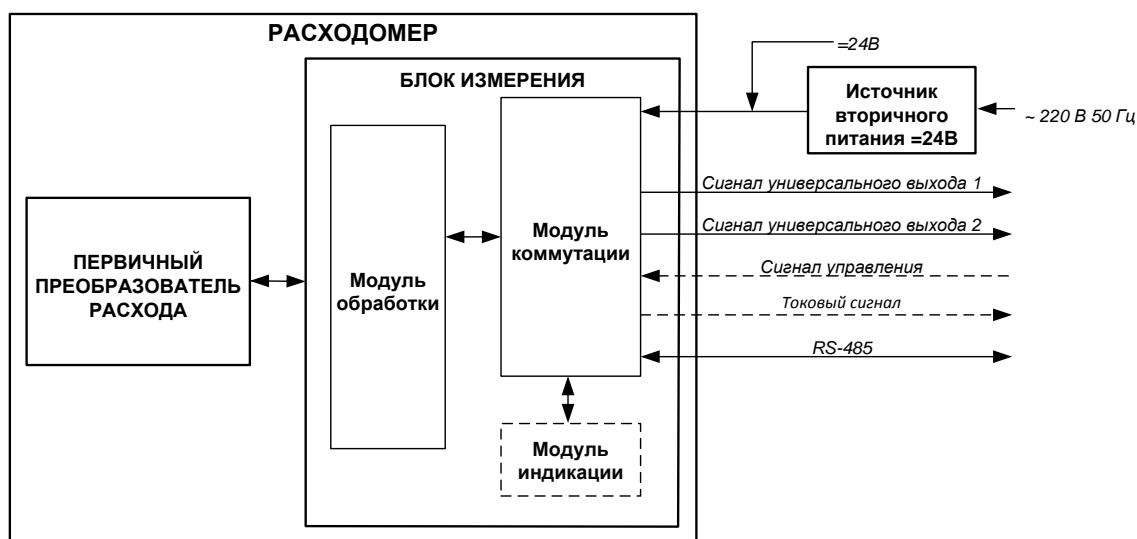 РАСХОДОМЕР
=24В
БЛОК ИЗМЕРЕНИЯ
Источник
вторичного
питания =24В
~ 220 В 50 Гц
Сигнал универсального выхода 1
Сигнал универсального выхода 2
Модуль
коммутации
Сигнал управления
ПЕРВИЧНЫЙ
ПРЕОБРАЗОВАТЕЛЬ
РАСХОДА
Модуль
обработки
Токовый сигнал
RS-485
Модуль
индикации